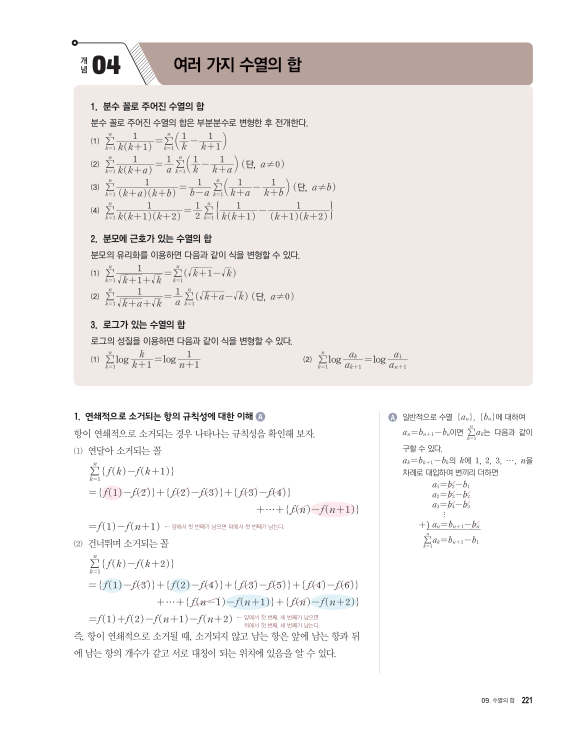 개념 04 여러 가지 수열의 합
1. 분수 꼴로 주어진 수열의 합
분수 꼴로 주어진 수열의 합은 부분분수로 변형한 후 전개한다.
(1) \sum_{k=1}^{n} \frac{1}{k(k+1)} = \sum_{k=1}^{n} \left( \frac{1}{k} - \frac{1}{k+1} \right)
(2) \sum_{k=1}^{n} \frac{1}{k(k+a)} = \frac{1}{a} \sum_{k=1}^{n} \left( \frac{1}{k} - \frac{1}{k+a} \right) (단, a≠0)
(3) \sum_{k=1}^{n} \frac{1}{(k+a)(k+b)} = \frac{1}{b-a} \sum_{k=1}^{n} \left( \frac{1}{k+a} - \frac{1}{k+b} \right) (단, a≠b)
(4) \sum_{k=1}^{n} \frac{1}{k(k+1)(k+2)} = \frac{1}{2} \sum_{k=1}^{n} \left\{ \frac{1}{k(k+1)} - \frac{1}{(k+1)(k+2)} \right\}
2. 분모에 근호가 있는 수열의 합
분모의 유리화를 이용하면 다음과 같이 식을 변형할 수 있다.
(1) \sum_{k=1}^{n} \frac{1}{\sqrt{k+1}+\sqrt{k}} = \sum_{k=1}^{n} (\sqrt{k+1}-\sqrt{k})
(2) \sum_{k=1}^{n} \frac{1}{\sqrt{k+a}+\sqrt{k}} = \frac{1}{a} \sum_{k=1}^{n} (\sqrt{k+a}-\sqrt{k}) (단, a≠0)
3. 로그가 있는 수열의 합
로그의 성질을 이용하면 다음과 같이 식을 변형할 수 있다.
(1) \sum_{k=1}^{n} \log \frac{k}{k+1} = \log \frac{1}{n+1} (2) \sum_{k=1}^{n} \log \frac{a_k}{a_{k+1}} = \log \frac{a_1}{a_{n+1}}
1. 연쇄적으로 소거되는 항의 규칙성에 대한 이해 A
항이 연쇄적으로 소거되는 경우 나타나는 규칙성을 확인해 보자.
(1) 연달아 소거되는 꼴
\sum_{k=1}^{n} {f(k)-f(k+1)}
={f(1)-f(2)}+{f(2)-f(3)}+{f(3)-f(4)}
+⋯+{f(n)-f(n+1)}
=f(1)-f(n+1) ← 앞에서 첫 번째가 남으면 뒤에서 첫 번째가 남는다.
(2) 건너뛰며 소거되는 꼴
\sum_{k=1}^{n} {f(k)-f(k+2)}
={f(1)-f(3)}+{f(2)-f(4)}+{f(3)-f(5)}+{f(4)-f(6)}
+⋯+{f(n-1)-f(n+1)}+{f(n)-f(n+2)}
=f(1)+f(2)-f(n+1)-f(n+2) ← 앞에서 첫 번째, 세 번째가 남으면
뒤에서 첫 번째, 세 번째가 남는다.
즉, 항이 연쇄적으로 소거될 때, 소거되지 않고 남는 항은 앞에 남는 항과 뒤
에 남는 항의 개수가 같고 서로 대칭이 되는 위치에 있음을 알 수 있다.
A 일반적으로 수열 {a_n}, {b_n}에 대하여
a_n=b_{n+1}-b_n이면 \sum_{k=1}^{n} a_k는 다음과 같이
구할 수 있다.
a_k=b_{k+1}-b_k의 k에 1, 2, 3, ⋯, n을
차례로 대입하여 변끼리 더하면
a_1=b_2-b_1
a_2=b_3-b_2
a_3=b_4-b_3
⋮
+) a_n=b_{n+1}-b_n
\sum_{k=1}^{n} a_k=b_{n+1}-b_1
09. 수열의 합 221